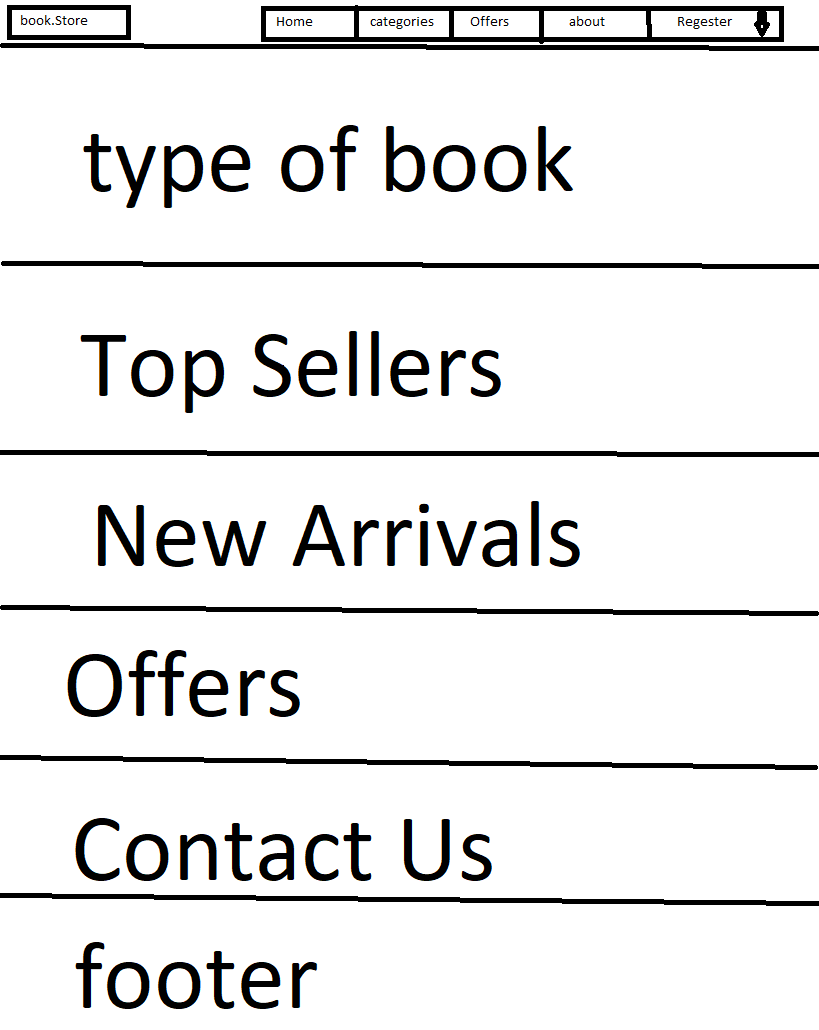 book.Store
Home categories Offers about Regester
type of book
Top Sellers
New Arrivals
Offers
Contact Us
footer